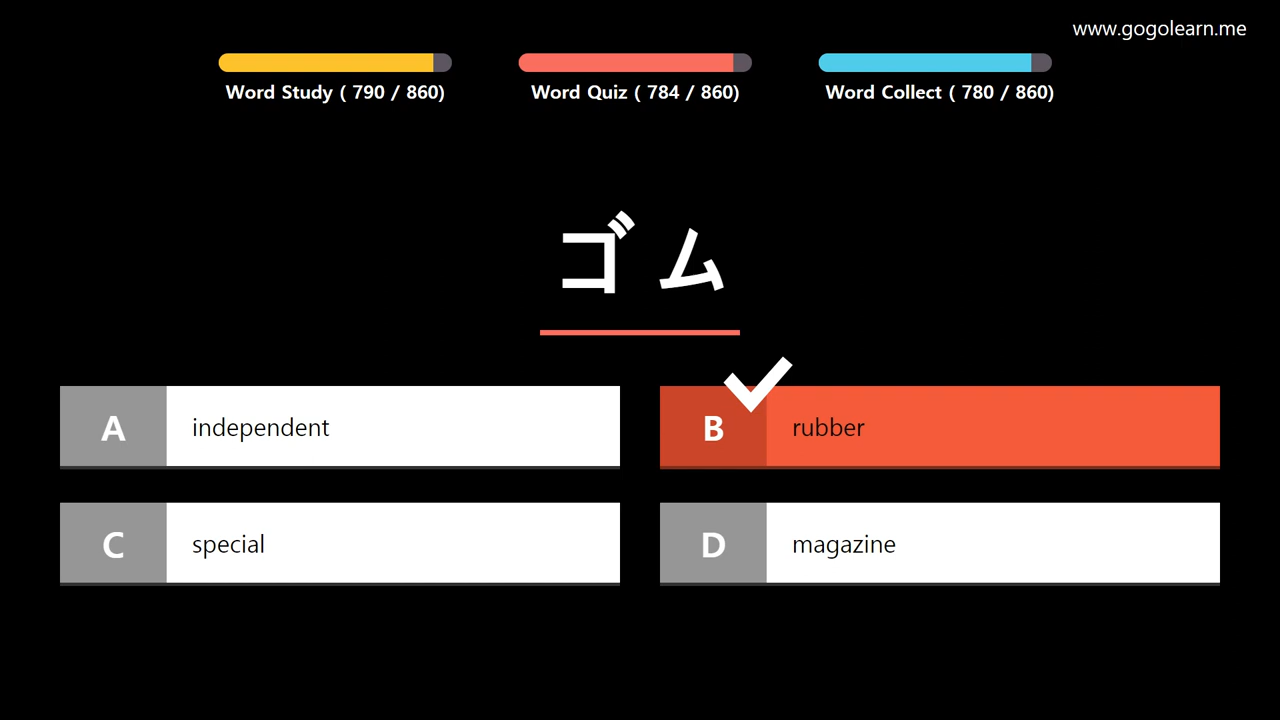 www.gogolearn.me
Word Study ( 790 / 860)
Word Quiz ( 784 / 860)
Word Collect ( 780 / 860)
ゴム
A independent
B rubber
C special
D magazine